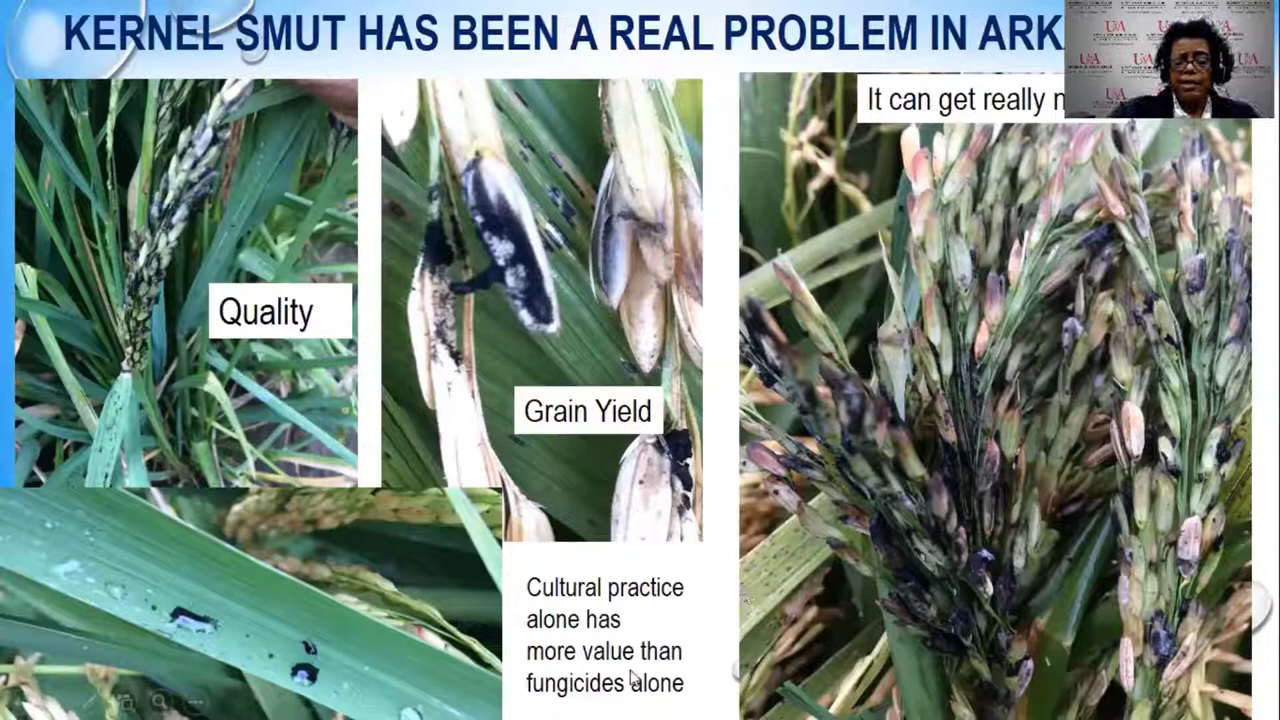 KERNEL SMUT HAS BEEN A REAL PROBLEM IN
It can get really
Quality
Grain Yield
Cultural practice
alone has
more value than
fungicides alone